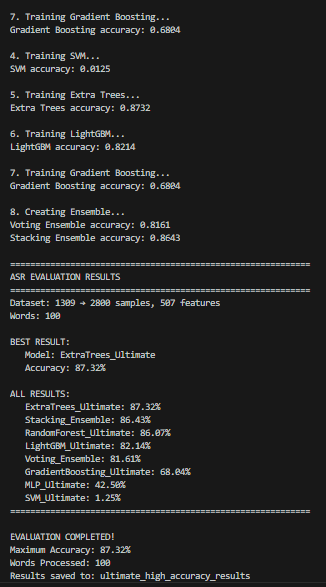 7. Training Gradient Boosting...
Gradient Boosting accuracy: 0.6804
4. Training SVM...
SVM accuracy: 0.0125
5. Training Extra Trees...
Extra Trees accuracy: 0.8732
6. Training LightGBM...
LightGBM accuracy: 0.8214
7. Training Gradient Boosting...
Gradient Boosting accuracy: 0.6804
8. Creating Ensemble...
Voting Ensemble accuracy: 0.8161
Stacking Ensemble accuracy: 0.8643
============================================================
ASR EVALUATION RESULTS
============================================================
Dataset: 1309 → 2800 samples, 507 features
Words: 100
BEST RESULT:
Model: ExtraTrees_Ultimate
Accuracy: 87.32%
ALL RESULTS:
ExtraTrees_Ultimate: 87.32%
Stacking_Ensemble: 86.43%
RandomForest_Ultimate: 86.07%
LightGBM_Ultimate: 82.14%
Voting_Ensemble: 81.61%
GradientBoosting_Ultimate: 68.04%
MLP_Ultimate: 42.50%
SVM_Ultimate: 1.25%
============================================================
EVALUATION COMPLETED!
Maximum Accuracy: 87.32%
Words Processed: 100
Results saved to: ultimate_high_accuracy_results